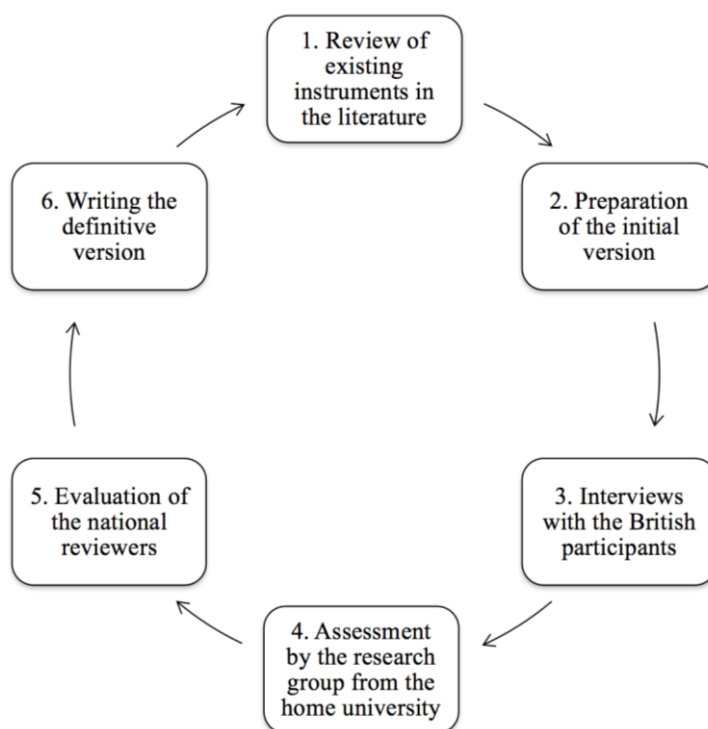 1. Review of
existing
instruments in
the literature
2. Preparation
of the initial
version
3. Interviews
with the British
participants
4. Assessment
by the research
group from the
home university
5. Evaluation of
the national
reviewers
6. Writing the
definitive
version